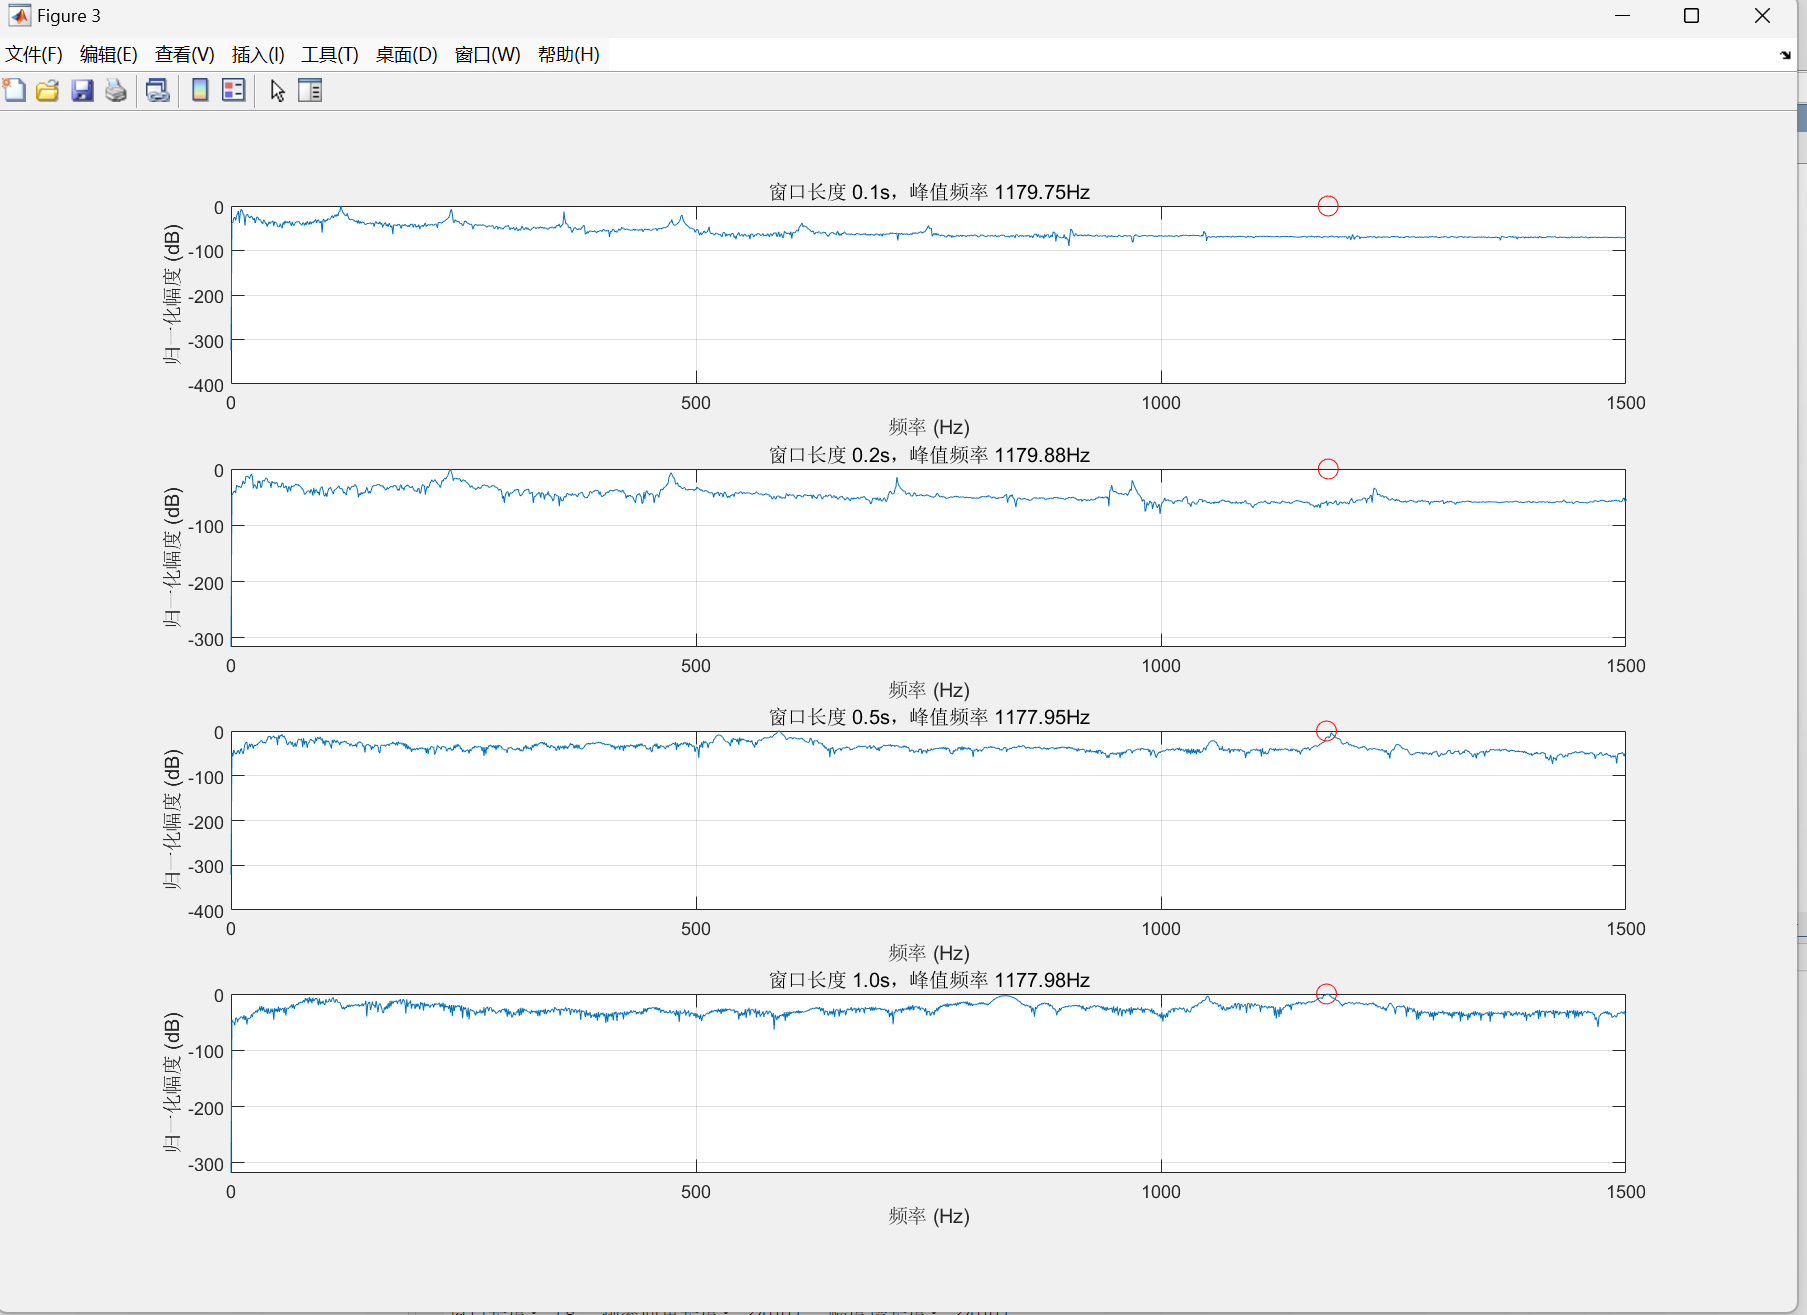 Figure 3
文件(F) 编辑(E) 查看(V) 插入(I) 工具(T) 桌面(D) 窗口(W) 帮助(H)
窗口长度 0.1s，峰值频率 1179.75Hz
归一化幅度 (dB)
0
-100
-200
-300
-400
0 500 1000 1500
频率 (Hz)
窗口长度 0.2s，峰值频率 1179.88Hz
归一化幅度 (dB)
0
-100
-200
-300
0 500 1000 1500
频率 (Hz)
窗口长度 0.5s，峰值频率 1177.95Hz
归一化幅度 (dB)
0
-100
-200
-300
-400
0 500 1000 1500
频率 (Hz)
窗口长度 1.0s，峰值频率 1177.98Hz
归一化幅度 (dB)
0
-100
-200
-300
0 500 1000 1500
频率 (Hz)